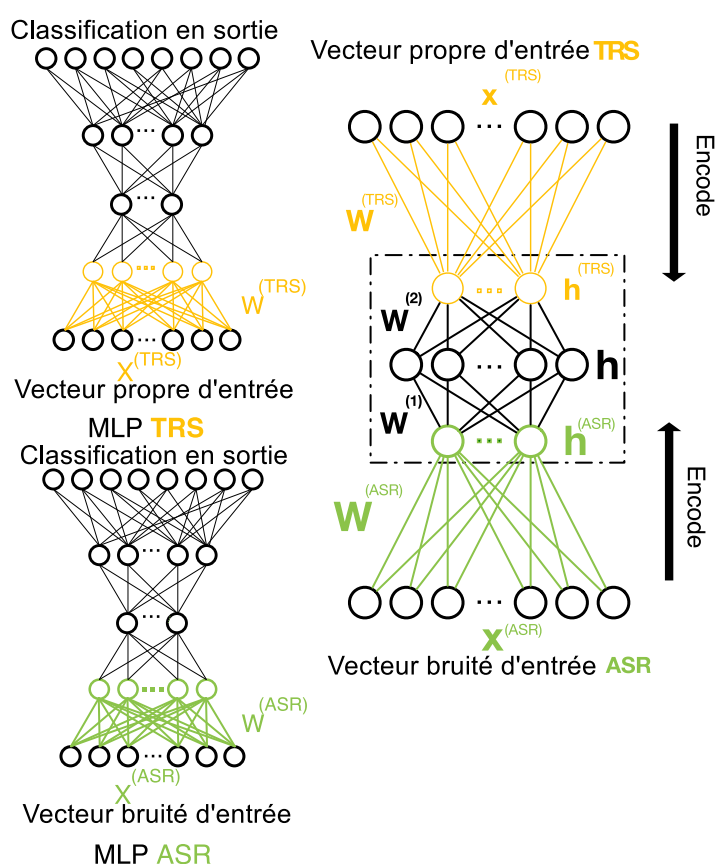 Classification en sortie
...
...
...
W(TRS)
...
X(TRS)
Vecteur propre d'entrée
MLP TRS
Classification en sortie
...
...
...
W(ASR)
...
X(ASR)
Vecteur bruité d'entrée
MLP ASR
Vecteur propre d'entrée TRS
x(TRS)
...
Encode
W(TRS)
... h(TRS)
W(2)
... h
W(1)
... h(ASR)
W(ASR)
Encode
...
x(ASR)
Vecteur bruité d'entrée ASR